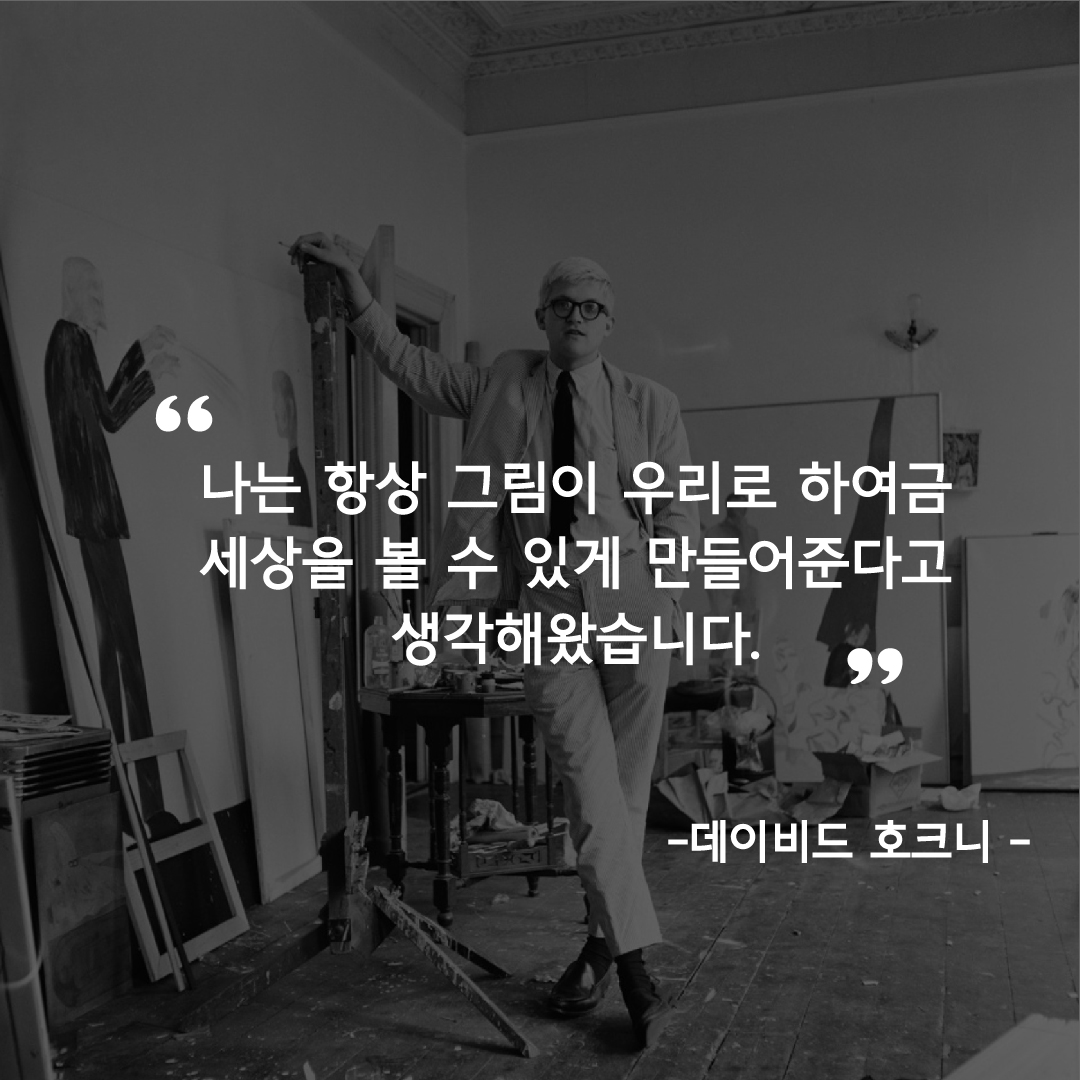 “
나는 항상 그림이 우리로 하여금
세상을 볼 수 있게 만들어준다고
생각해왔습니다.
”
-데이비드 호크니 -